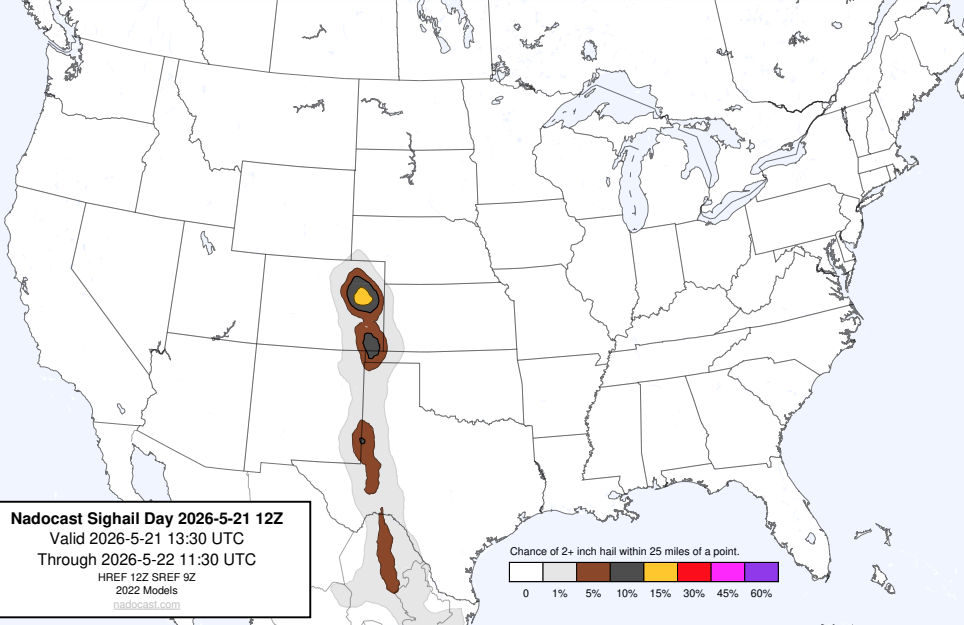 Nadocast Sighail Day 2026-5-21 12Z
Valid 2026-5-21 13:30 UTC
Through 2026-5-22 11:30 UTC
HREF 12Z SREF 9Z
2022 Models
nadocast.com
Chance of 2+ inch hail within 25 miles of a point.
0 1% 5% 10% 15% 30% 45% 60%